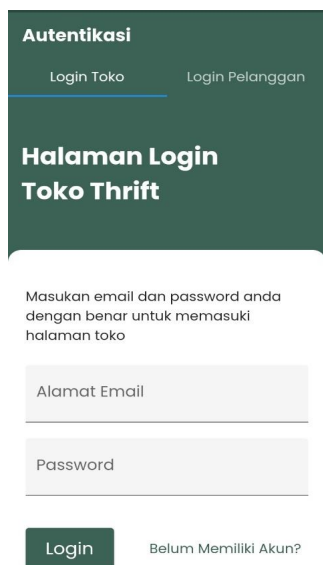 Autentikasi
Login Toko
Login Pelanggan
Halaman Login
Toko Thrift
Masukan email dan password anda
dengan benar untuk memasuki
halaman toko
Alamat Email
Password
Login
Belum Memiliki Akun?